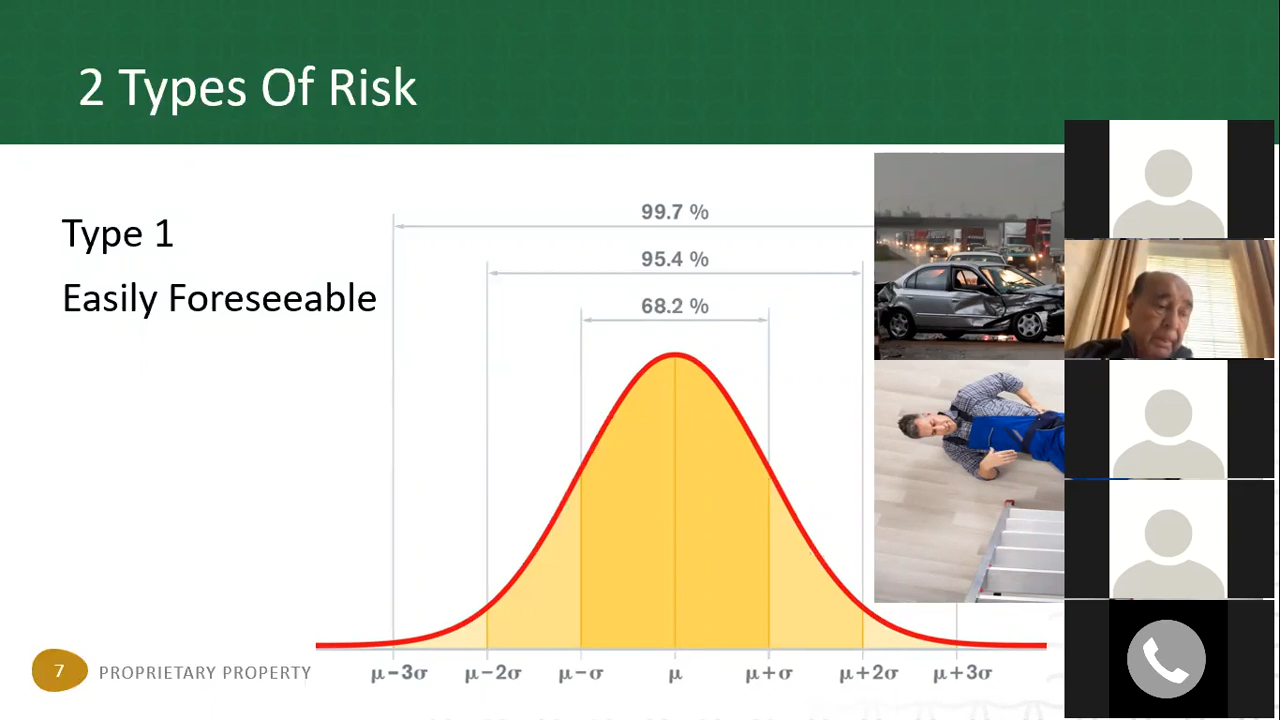 2 Types Of Risk
Type 1
Easily Foreseeable
99.7 %
95.4 %
68.2 %
μ−3σ μ−2σ μ−σ μ μ+σ μ+2σ μ+3σ
7 PROPRIETARY PROPERTY